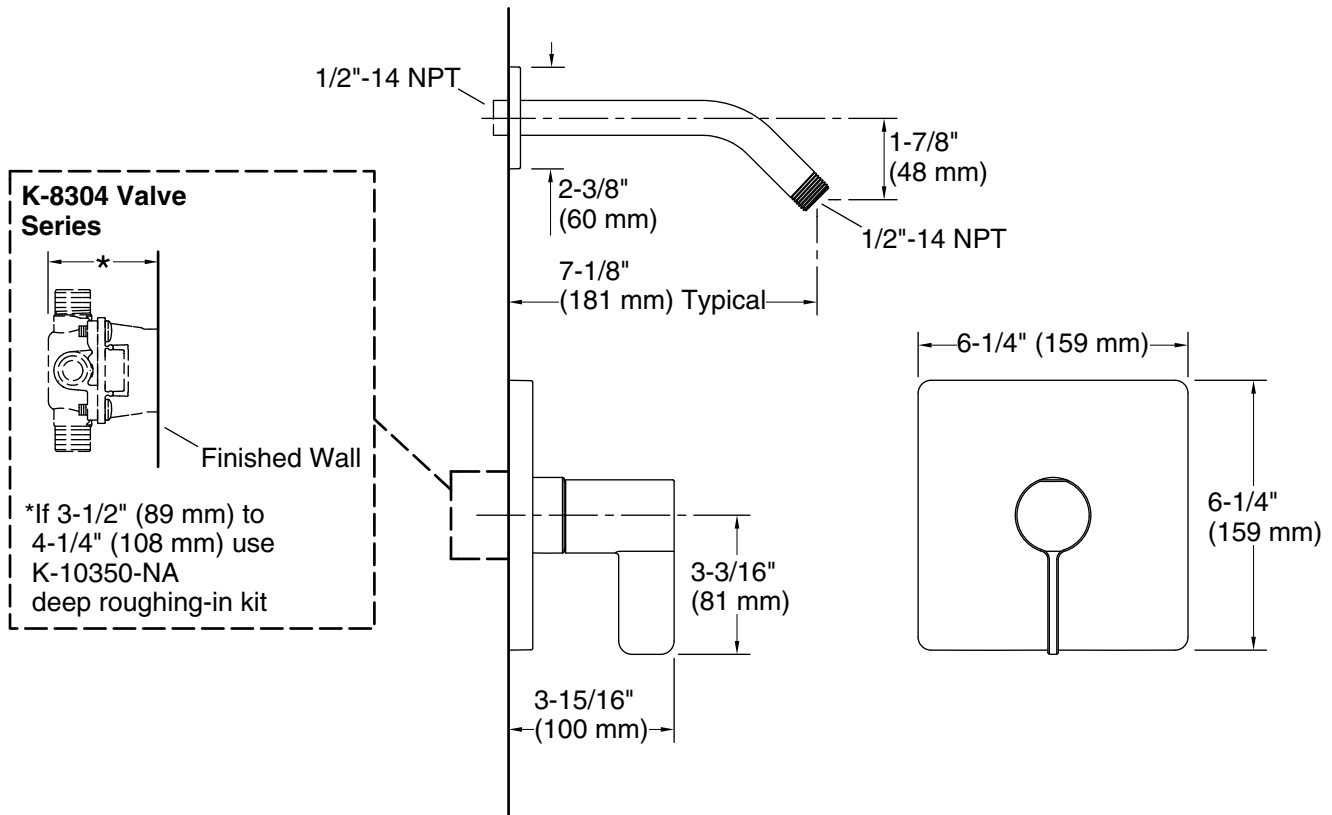 1/2"-14 NPT
1-7/8"
(48 mm)
2-3/8"
(60 mm)
1/2"-14 NPT
7-1/8"
(181 mm) Typical
K-8304 Valve
Series
*
Finished Wall
*If 3-1/2" (89 mm) to
4-1/4" (108 mm) use
K-10350-NA
deep roughing-in kit
3-3/16"
(81 mm)
3-15/16"
(100 mm)
6-1/4" (159 mm)
6-1/4"
(159 mm)